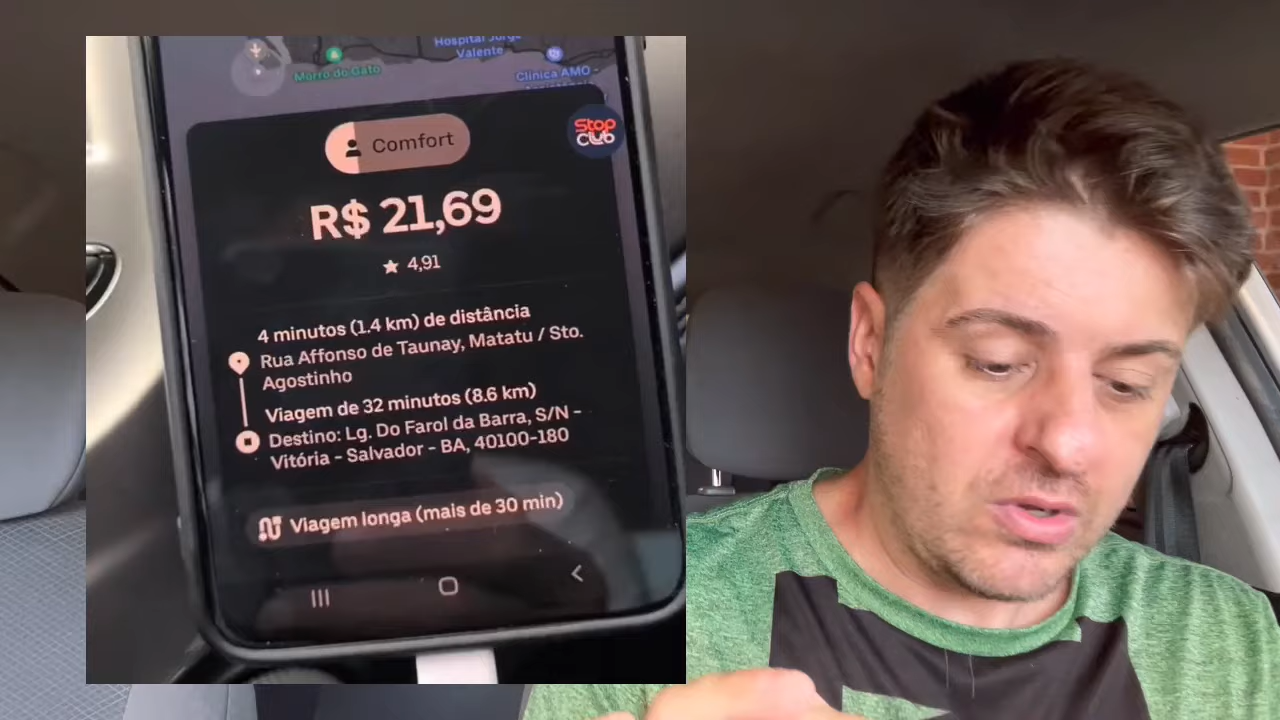 Hospital Jorge
Valente
Morro do Gato
Clínica AMO -
Comfort
Stop
CLUB
R$ 21,69
4,91
4 minutos (1.4 km) de distância
Rua Affonso de Taunay, Matatu / Sto.
Agostinho
Viagem de 32 minutos (8.6 km)
Destino: Lg. Do Farol da Barra, S/N -
Vitória - Salvador - BA, 40100-180
Viagem longa (mais de 30 min)